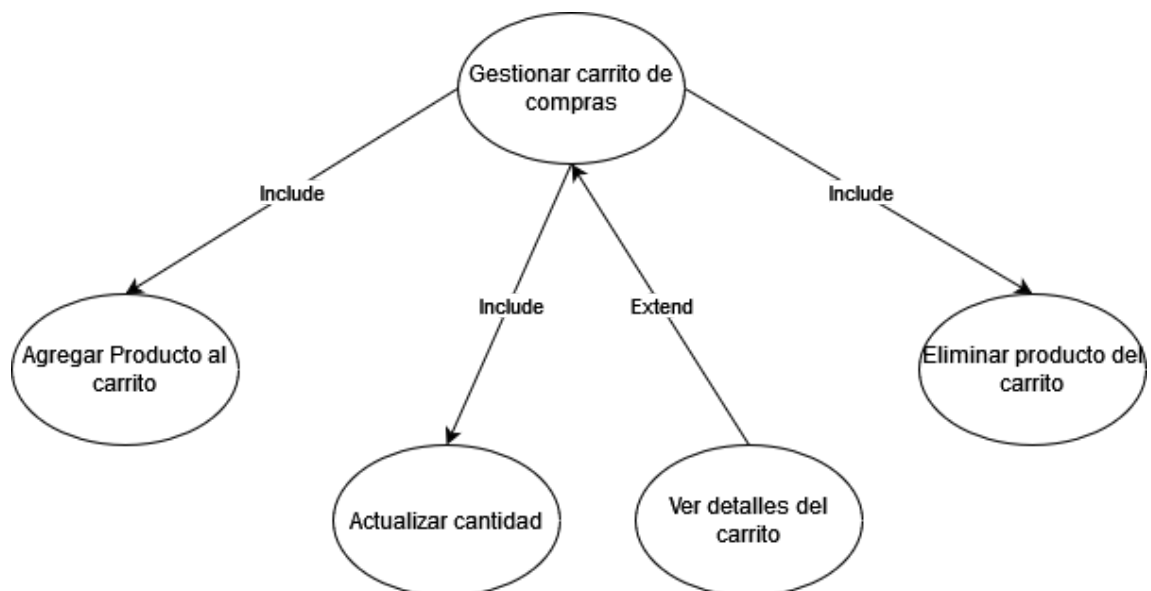 Gestionar carrito de
compras
Include
Include
Include
Extend
Agregar Producto al
carrito
Eliminar producto del
carrito
Actualizar cantidad
Ver detalles del
carrito